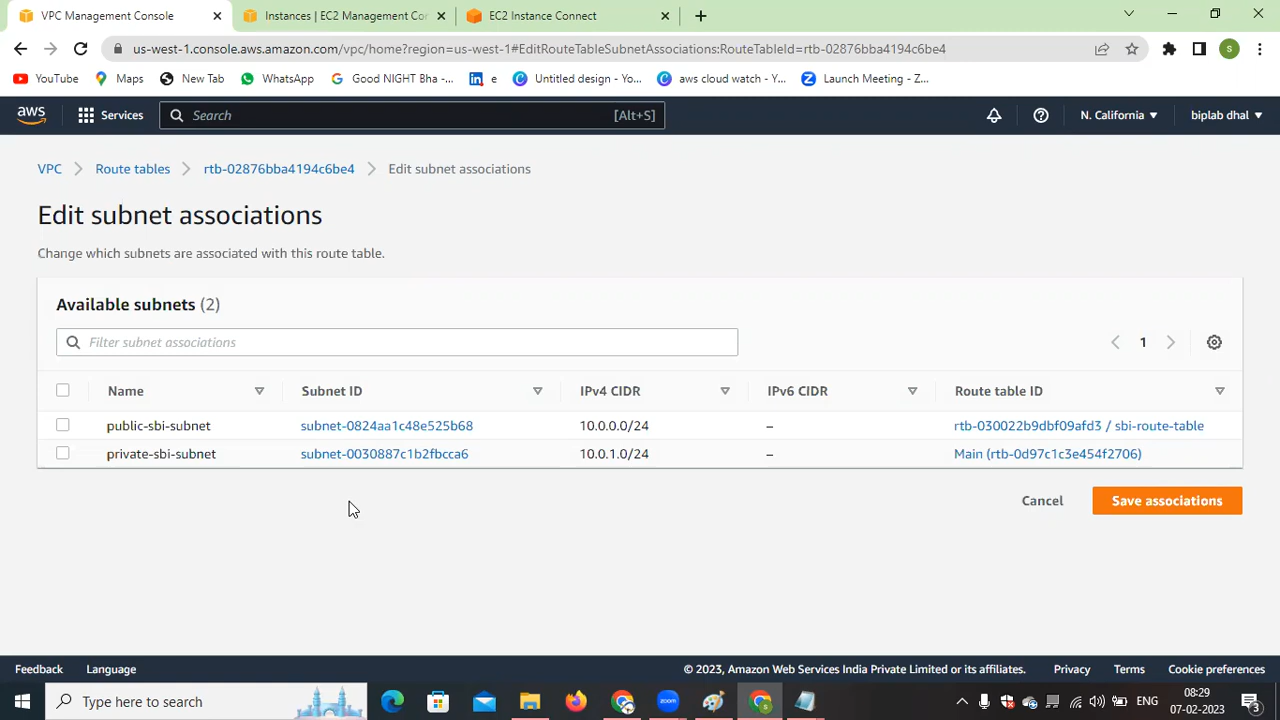 VPC Management Console
Instances | EC2 Management Co
EC2 Instance Connect
us-west-1.console.aws.amazon.com/vpc/home?region=us-west-1#EditRouteTableSubnetAssociations:RouteTableId=rtb-02876bba4194c6be4
S
YouTube
Maps
New Tab
WhatsApp
Good NIGHT Bha - ...
e
Untitled design - Yo...
aws cloud watch - Y...
Launch Meeting - Z...
aws
Services
Search
[Alt+S]
N. California
biplab dhal
VPC
Route tables
rtb-02876bba4194c6be4
Edit subnet associations
Edit subnet associations
Change which subnets are associated with this route table.
Available subnets (2)
Filter subnet associations
1
Name Subnet ID IPv4 CIDR IPv6 CIDR Route table ID
public-sbi-subnet subnet-0824aa1c48e525b68 10.0.0.0/24 – rtb-030022b9dbf09afd3 / sbi-route-table
private-sbi-subnet subnet-0030887c1b2fbcca6 10.0.1.0/24 – Main (rtb-0d97c1c3e454f2706)
Cancel
Save associations
Feedback
Language
© 2023, Amazon Web Services India Private Limited or its affiliates.
Privacy
Terms
Cookie preferences
Type here to search
zoom
ENG
08:29
07-02-2023
3